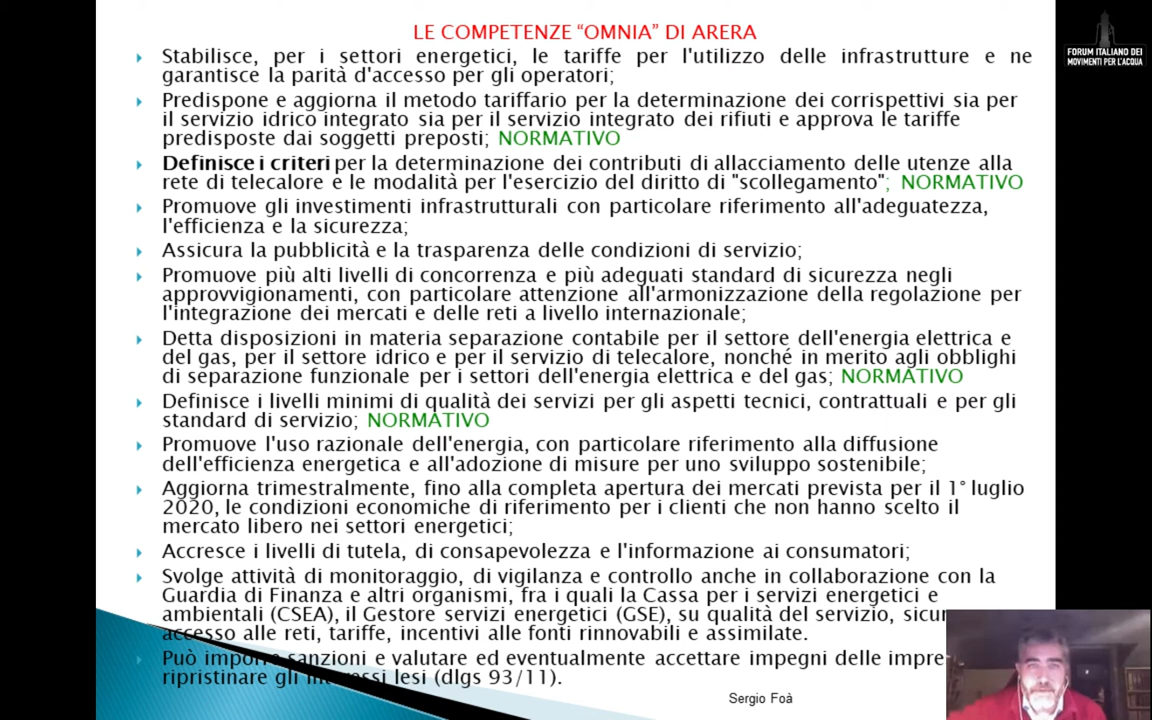 LE COMPETENZE “OMNIA” DI ARERA
Stabilisce, per i settori energetici, le tariffe per l'utilizzo delle infrastrutture e ne
garantisce la parità d'accesso per gli operatori;
Predispone e aggiorna il metodo tariffario per la determinazione dei corrispettivi sia per
il servizio idrico integrato sia per il servizio integrato dei rifiuti e approva le tariffe
predisposte dai soggetti preposti; NORMATIVO
Definisce i criteri per la determinazione dei contributi di allacciamento delle utenze alla
rete di telecalore e le modalità per l'esercizio del diritto di "scollegamento"; NORMATIVO
Promuove gli investimenti infrastrutturali con particolare riferimento all'adeguatezza,
l'efficienza e la sicurezza;
Assicura la pubblicità e la trasparenza delle condizioni di servizio;
Promuove più alti livelli di concorrenza e più adeguati standard di sicurezza negli
approvvigionamenti, con particolare attenzione all'armonizzazione della regolazione per
l'integrazione dei mercati e delle reti a livello internazionale;
Detta disposizioni in materia separazione contabile per il settore dell'energia elettrica e
del gas, per il settore idrico e per il servizio di telecalore, nonché in merito agli obblighi
di separazione funzionale per i settori dell'energia elettrica e del gas; NORMATIVO
Definisce i livelli minimi di qualità dei servizi per gli aspetti tecnici, contrattuali e per gli
standard di servizio; NORMATIVO
Promuove l'uso razionale dell'energia, con particolare riferimento alla diffusione
dell'efficienza energetica e all'adozione di misure per uno sviluppo sostenibile;
Aggiorna trimestralmente, fino alla completa apertura dei mercati prevista per il 1° luglio
2020, le condizioni economiche di riferimento per i clienti che non hanno scelto il
mercato libero nei settori energetici;
Accresce i livelli di tutela, di consapevolezza e l'informazione ai consumatori;
Svolge attività di monitoraggio, di vigilanza e controllo anche in collaborazione con la
Guardia di Finanza e altri organismi, fra i quali la Cassa per i servizi energetici e
ambientali (CSEA), il Gestore servizi energetici (GSE), su qualità del servizio, sicur
accesso alle reti, tariffe, incentivi alle fonti rinnovabili e assimilate.
Può imporre sanzioni e valutare ed eventualmente accettare impegni delle impre
ripristinare gli interessi lesi (dlgs 93/11).
Sergio Foà
FORUM ITALIANO DEI
MOVIMENTI PER L'ACQUA